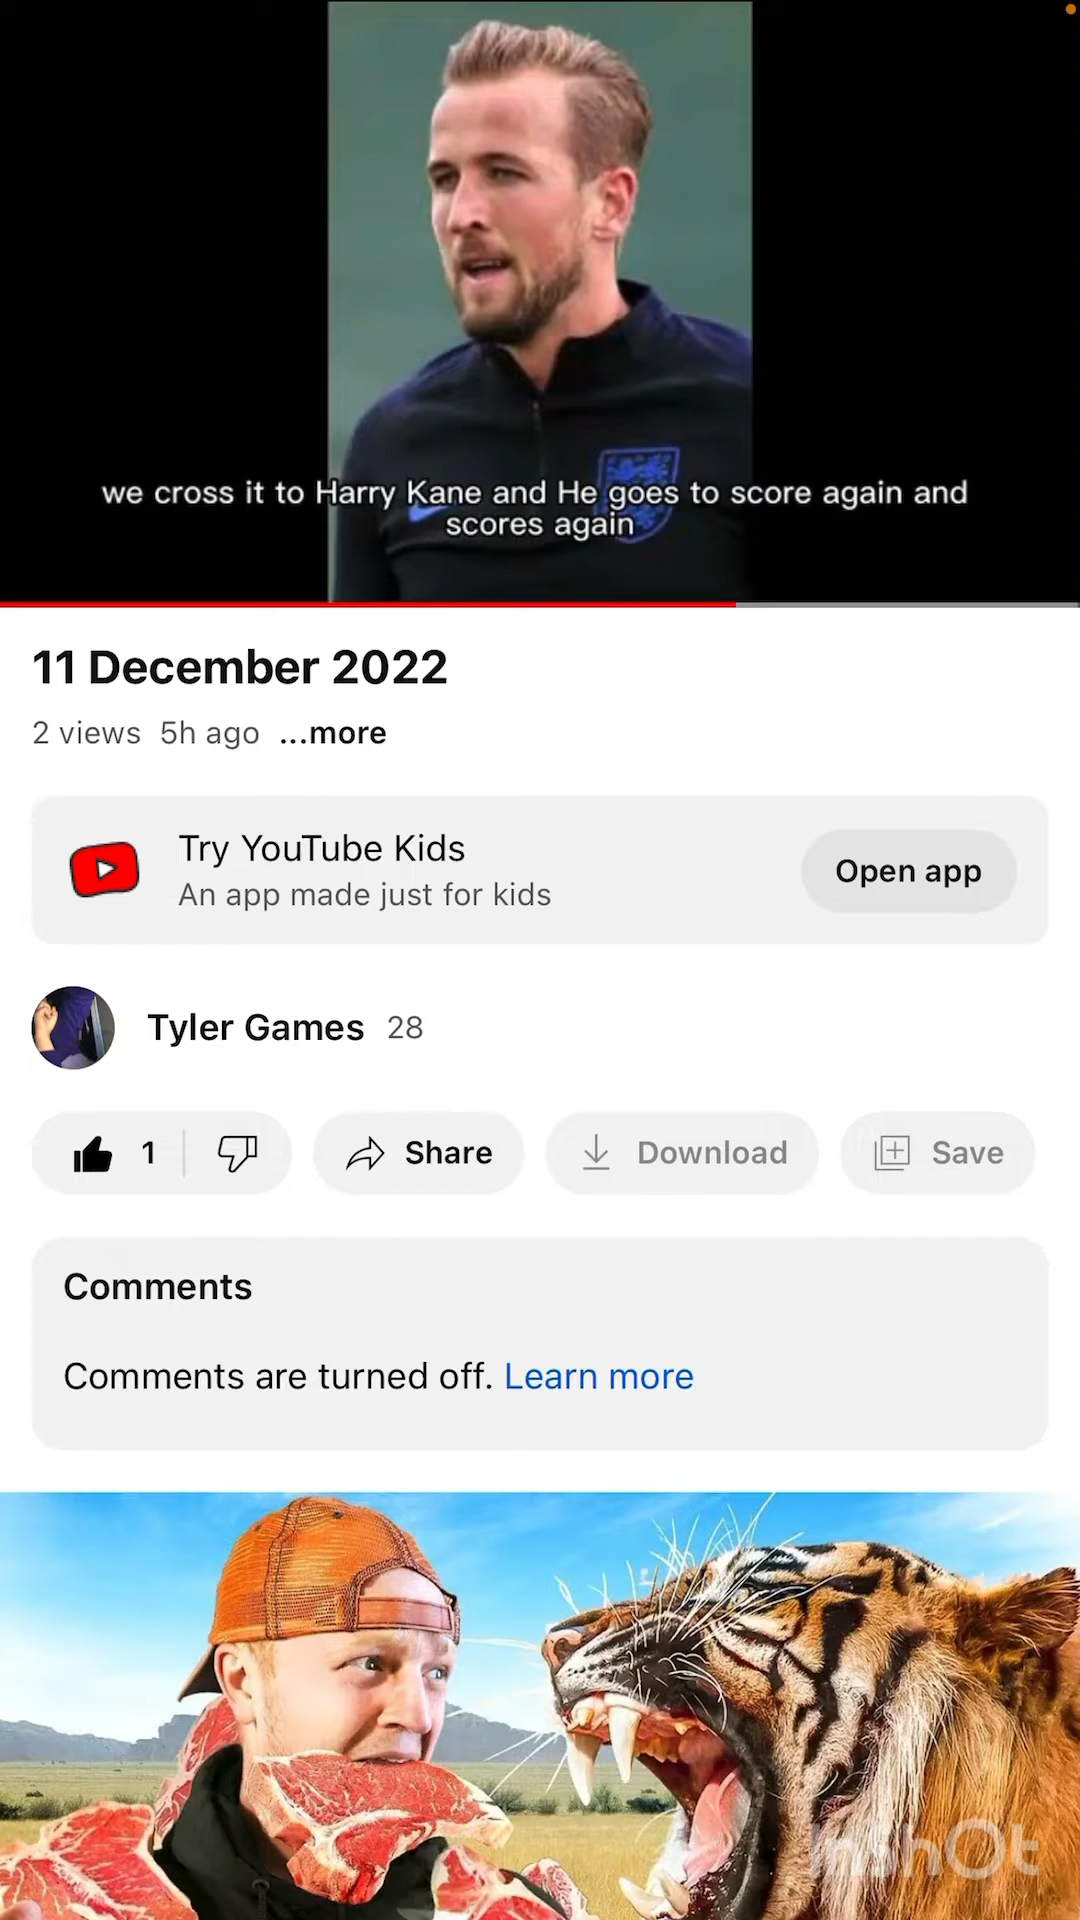 we cross it to Harry Kane and He goes to score again and
scores again
11 December 2022
2 views 5h ago ...more
Try YouTube Kids
An app made just for kids
Open app
Tyler Games 28
1
Share
Download
Save
Comments
Comments are turned off. Learn more
InshOt